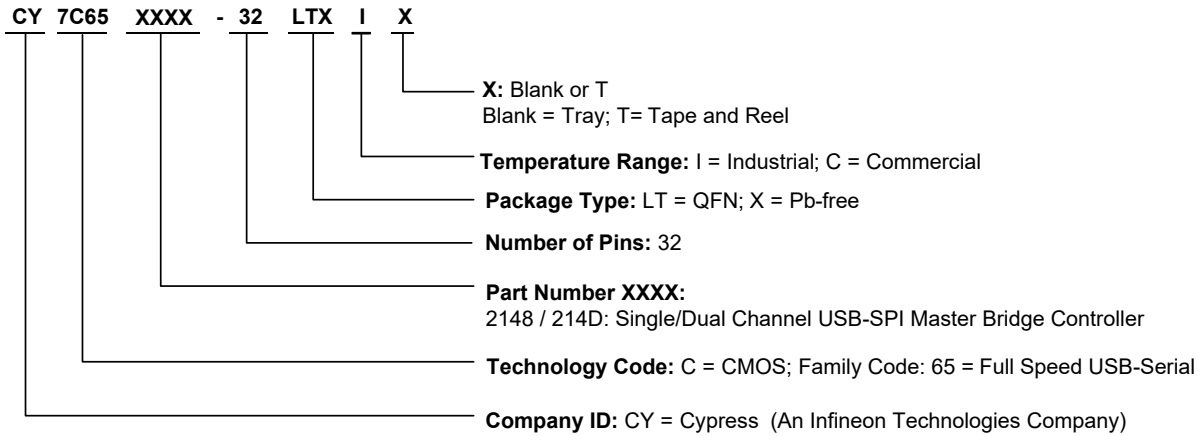 CY 7C65 XXXX - 32 LTX I X
X: Blank or T
Blank = Tray; T= Tape and Reel
Temperature Range: I = Industrial; C = Commercial
Package Type: LT = QFN; X = Pb-free
Number of Pins: 32
Part Number XXXX:
2148 / 214D: Single/Dual Channel USB-SPI Master Bridge Controller
Technology Code: C = CMOS; Family Code: 65 = Full Speed USB-Serial
Company ID: CY = Cypress (An Infineon Technologies Company)